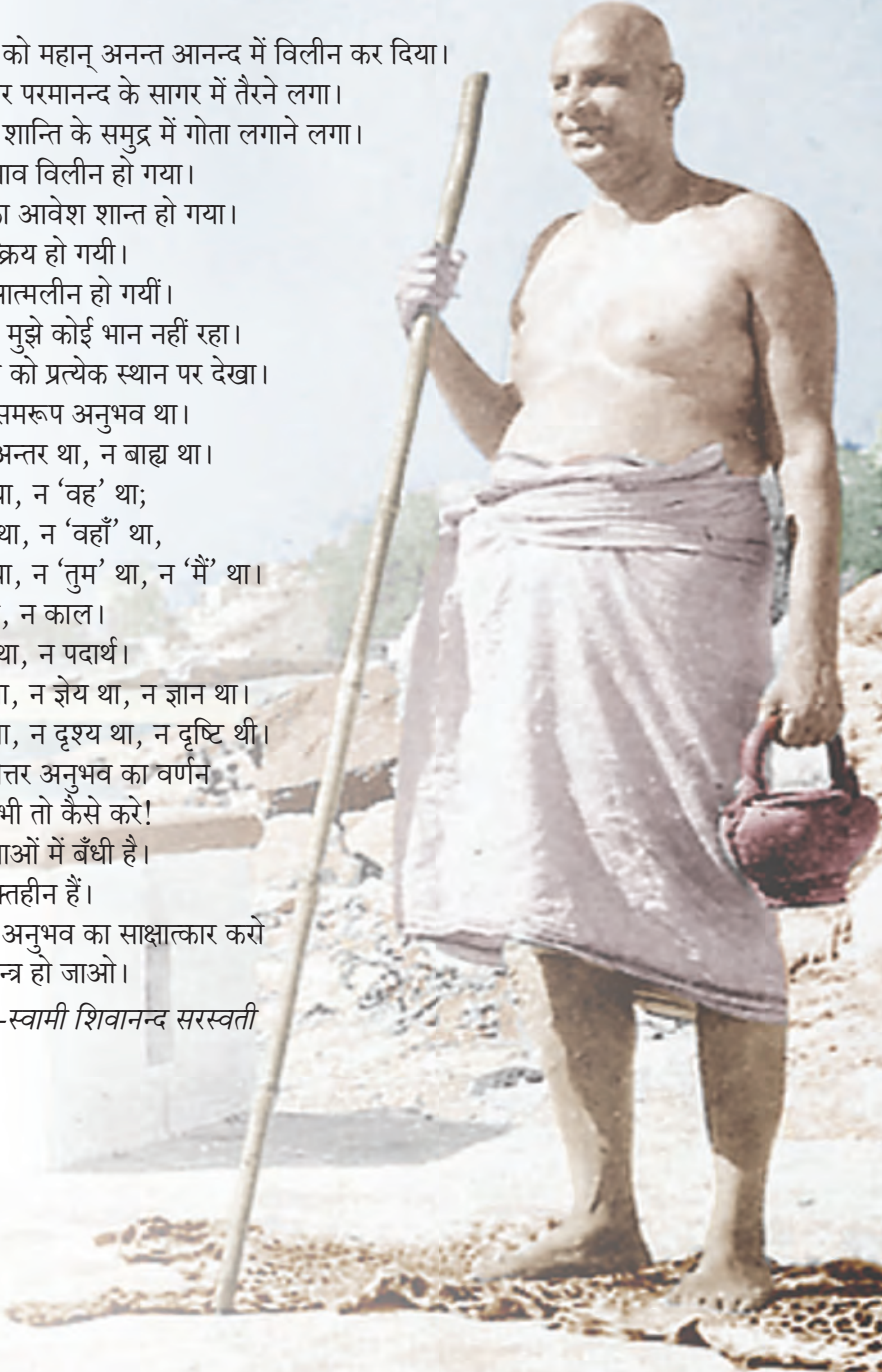 को महान् अनन्त आनन्द में विलीन कर दिया।
र परमानन्द के सागर में तैरने लगा।
शान्ति के समुद्र में गोता लगाने लगा।
ाव विलीन हो गया।
ा आवेश शान्त हो गया।
क्रिय हो गयी।
ात्मलीन हो गयीं।
मुझे कोई भान नहीं रहा।
को प्रत्येक स्थान पर देखा।
समरूप अनुभव था।
अन्तर था, न बाह्य था।
था, न ‘वह’ था;
था, न ‘वहाँ’ था,
था, न ‘तुम’ था, न ‘मैं’ था।
, न काल।
था, न पदार्थ।
ा, न ज्ञेय था, न ज्ञान था।
ा, न दृश्य था, न दृष्टि थी।
त्तर अनुभव का वर्णन
भी तो कैसे करे!
ाओं में बँधी है।
क्तिहीन हैं।
अनुभव का साक्षात्कार करो
न्त्र हो जाओ।
-स्वामी शिवानन्द सरस्वती